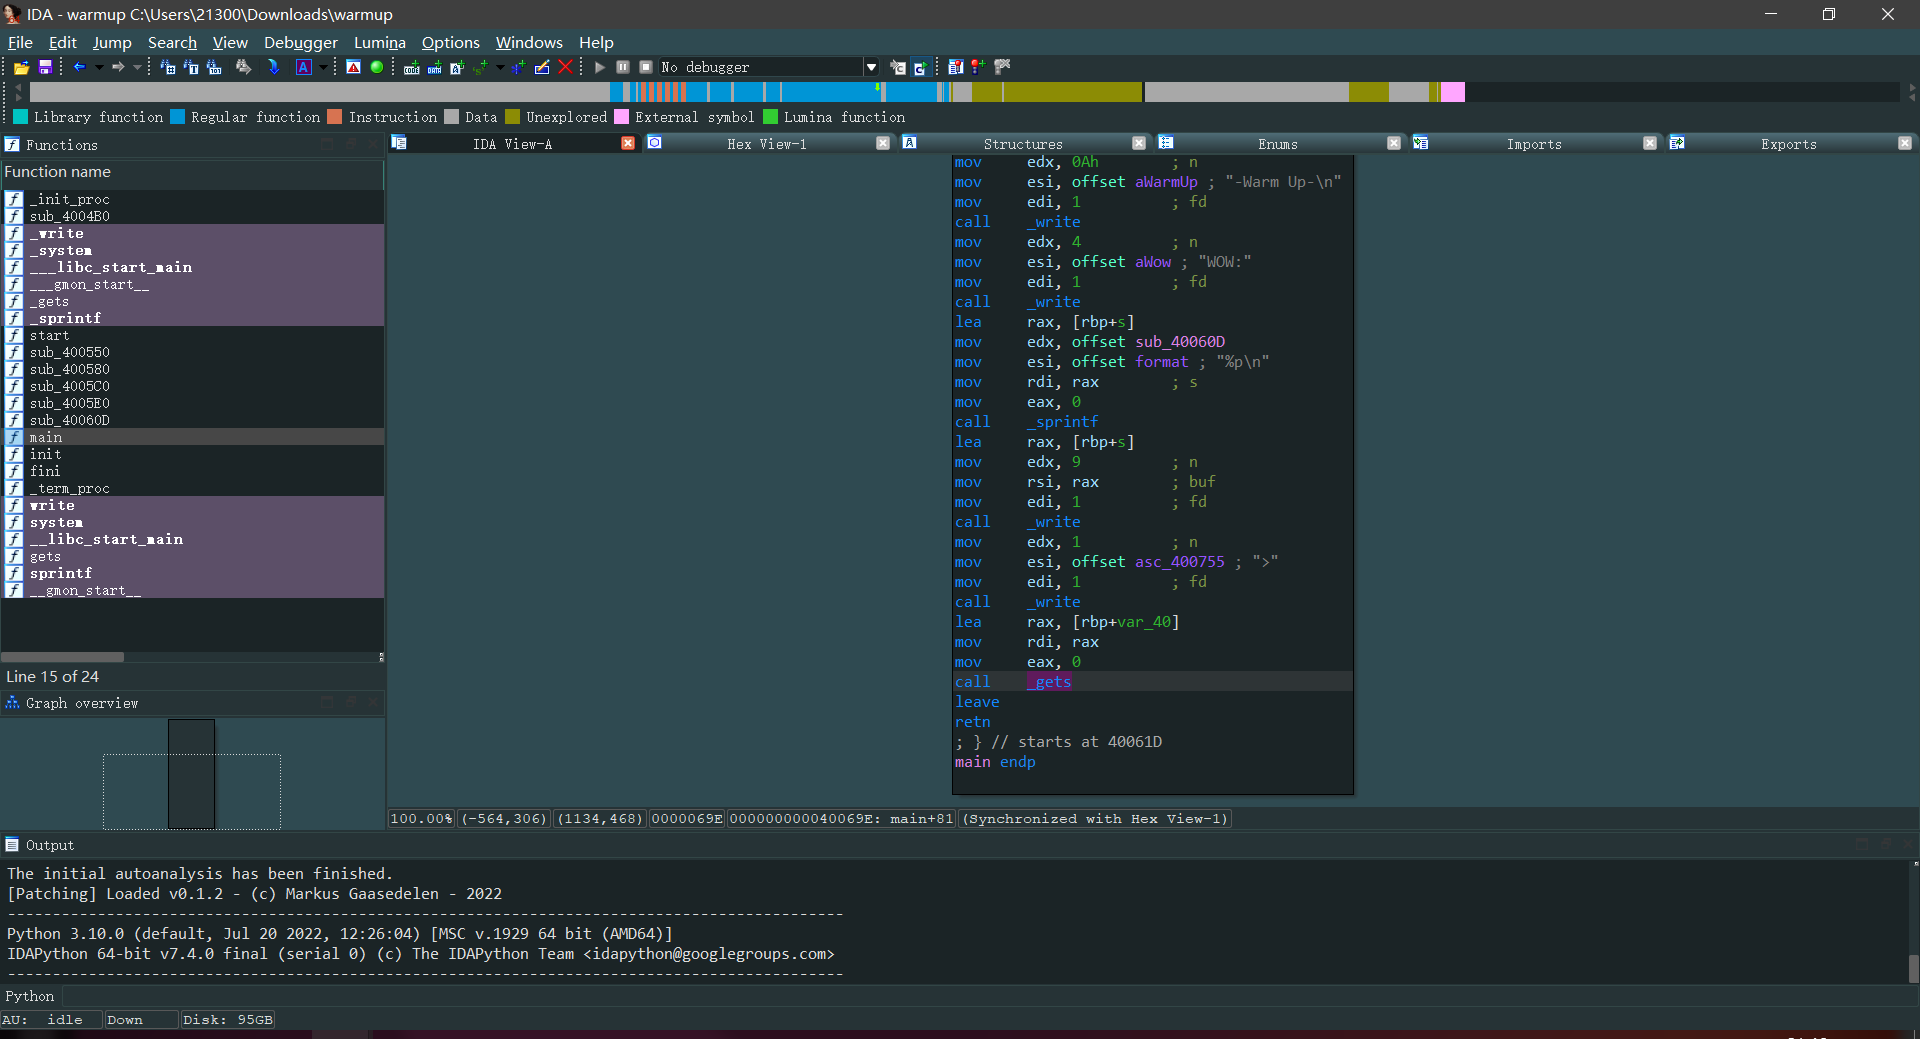 IDA - warmup C:\Users\21300\Downloads\warmup
File Edit Jump Search View Debugger Lumina Options Windows Help
No debugger
Library function Regular function Instruction Data Unexplored External symbol Lumina function
Functions
Function name
_init_proc
sub_4004B0
_write
_system
___libc_start_main
___gmon_start__
_gets
_sprintf
start
sub_400550
sub_400580
sub_4005C0
sub_4005E0
sub_40060D
main
init
fini
_term_proc
write
system
__libc_start_main
gets
sprintf
__gmon_start__
Line 15 of 24
Graph overview
IDA View-A Hex View-1 Structures Enums Imports Exports
mov edx, 0Ah ; n
mov esi, offset aWarmUp ; "-Warm Up-\n"
mov edi, 1 ; fd
call _write
mov edx, 4 ; n
mov esi, offset aWow ; "WOW:"
mov edi, 1 ; fd
call _write
lea rax, [rbp+s]
mov edx, offset sub_40060D
mov esi, offset format ; "%p\n"
mov rdi, rax ; s
mov eax, 0
call _sprintf
lea rax, [rbp+s]
mov edx, 9 ; n
mov rsi, rax ; buf
mov edi, 1 ; fd
call _write
mov edx, 1 ; n
mov esi, offset asc_400755 ; ">"
mov edi, 1 ; fd
call _write
lea rax, [rbp+var_40]
mov rdi, rax
mov eax, 0
call _gets
leave
retn
; } // starts at 40061D
main endp
100.00% (-564,306) (1134,468) 0000069E 000000000040069E: main+81 (Synchronized with Hex View-1)
Output
The initial autoanalysis has been finished.
[Patching] Loaded v0.1.2 - (c) Markus Gaasedelen - 2022
---------------------------------------------------------------------------------------------
Python 3.10.0 (default, Jul 20 2022, 12:26:04) [MSC v.1929 64 bit (AMD64)]
IDAPython 64-bit v7.4.0 final (serial 0) (c) The IDAPython Team <idapython@googlegroups.com>
---------------------------------------------------------------------------------------------
Python
AU: idle Down Disk: 95GB